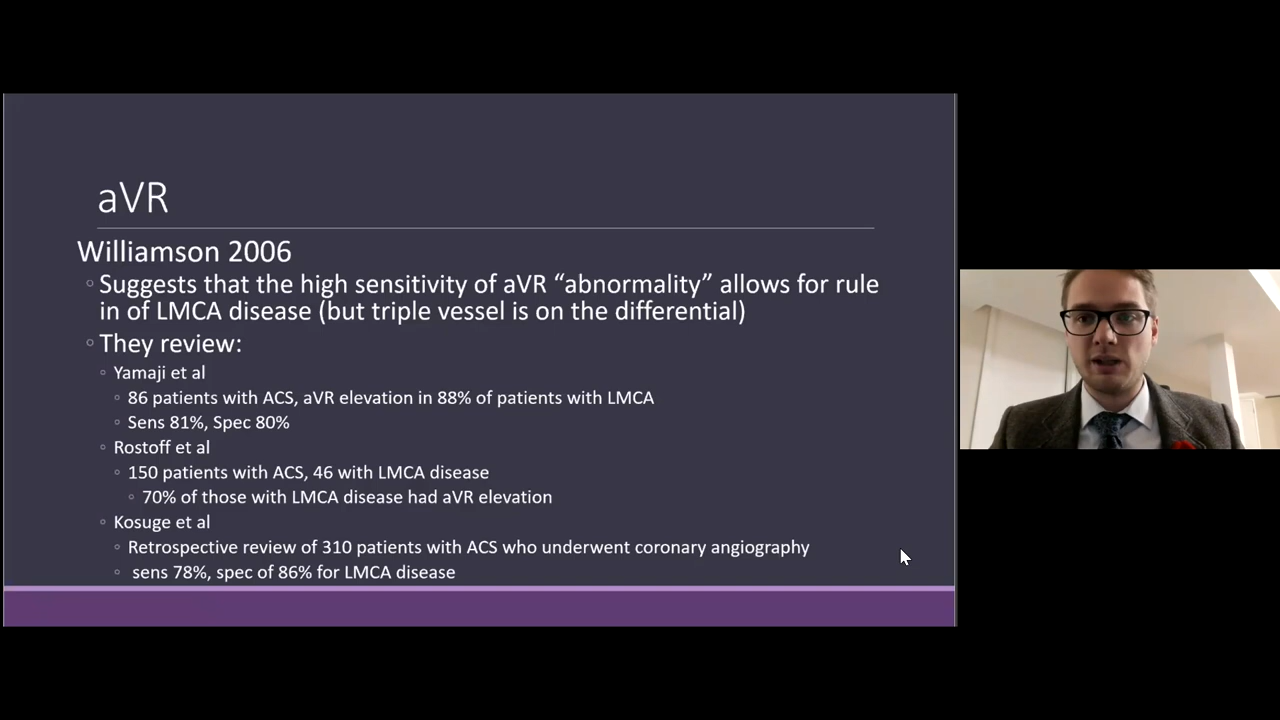 aVR
Williamson 2006
Suggests that the high sensitivity of aVR “abnormality” allows for rule
in of LMCA disease (but triple vessel is on the differential)
They review:
Yamaji et al
86 patients with ACS, aVR elevation in 88% of patients with LMCA
Sens 81%, Spec 80%
Rostoff et al
150 patients with ACS, 46 with LMCA disease
70% of those with LMCA disease had aVR elevation
Kosuge et al
Retrospective review of 310 patients with ACS who underwent coronary angiography
sens 78%, spec of 86% for LMCA disease